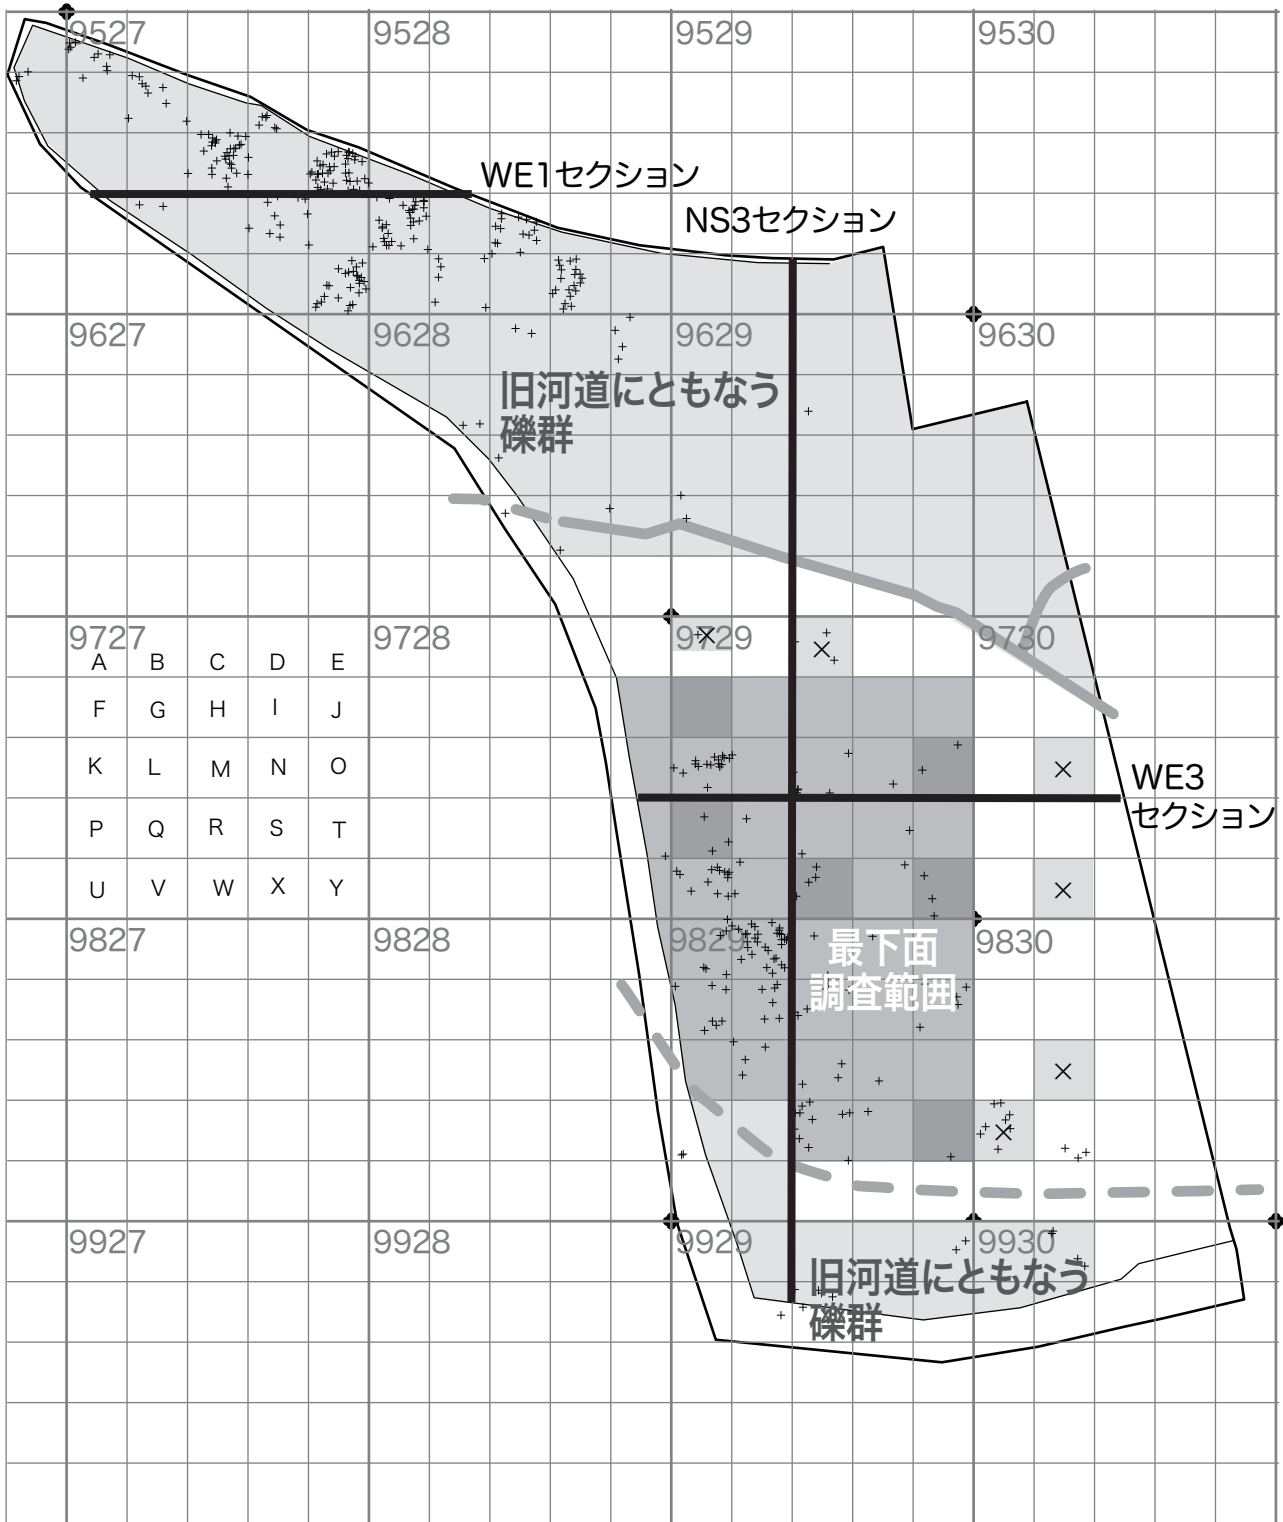 9527 9528 9529 9530
WE1セクション
NS3セクション
9627 9628 9629 9630
旧河道にともなう
礫群
9727 9728 9729 9730
A B C D E
F G H I J
K L M N O
P Q R S T
U V W X Y
WE3
セクション
9827 9828 9829 9830
最下面
調査範囲
9927 9928 9929 9930
旧河道にともなう
礫群